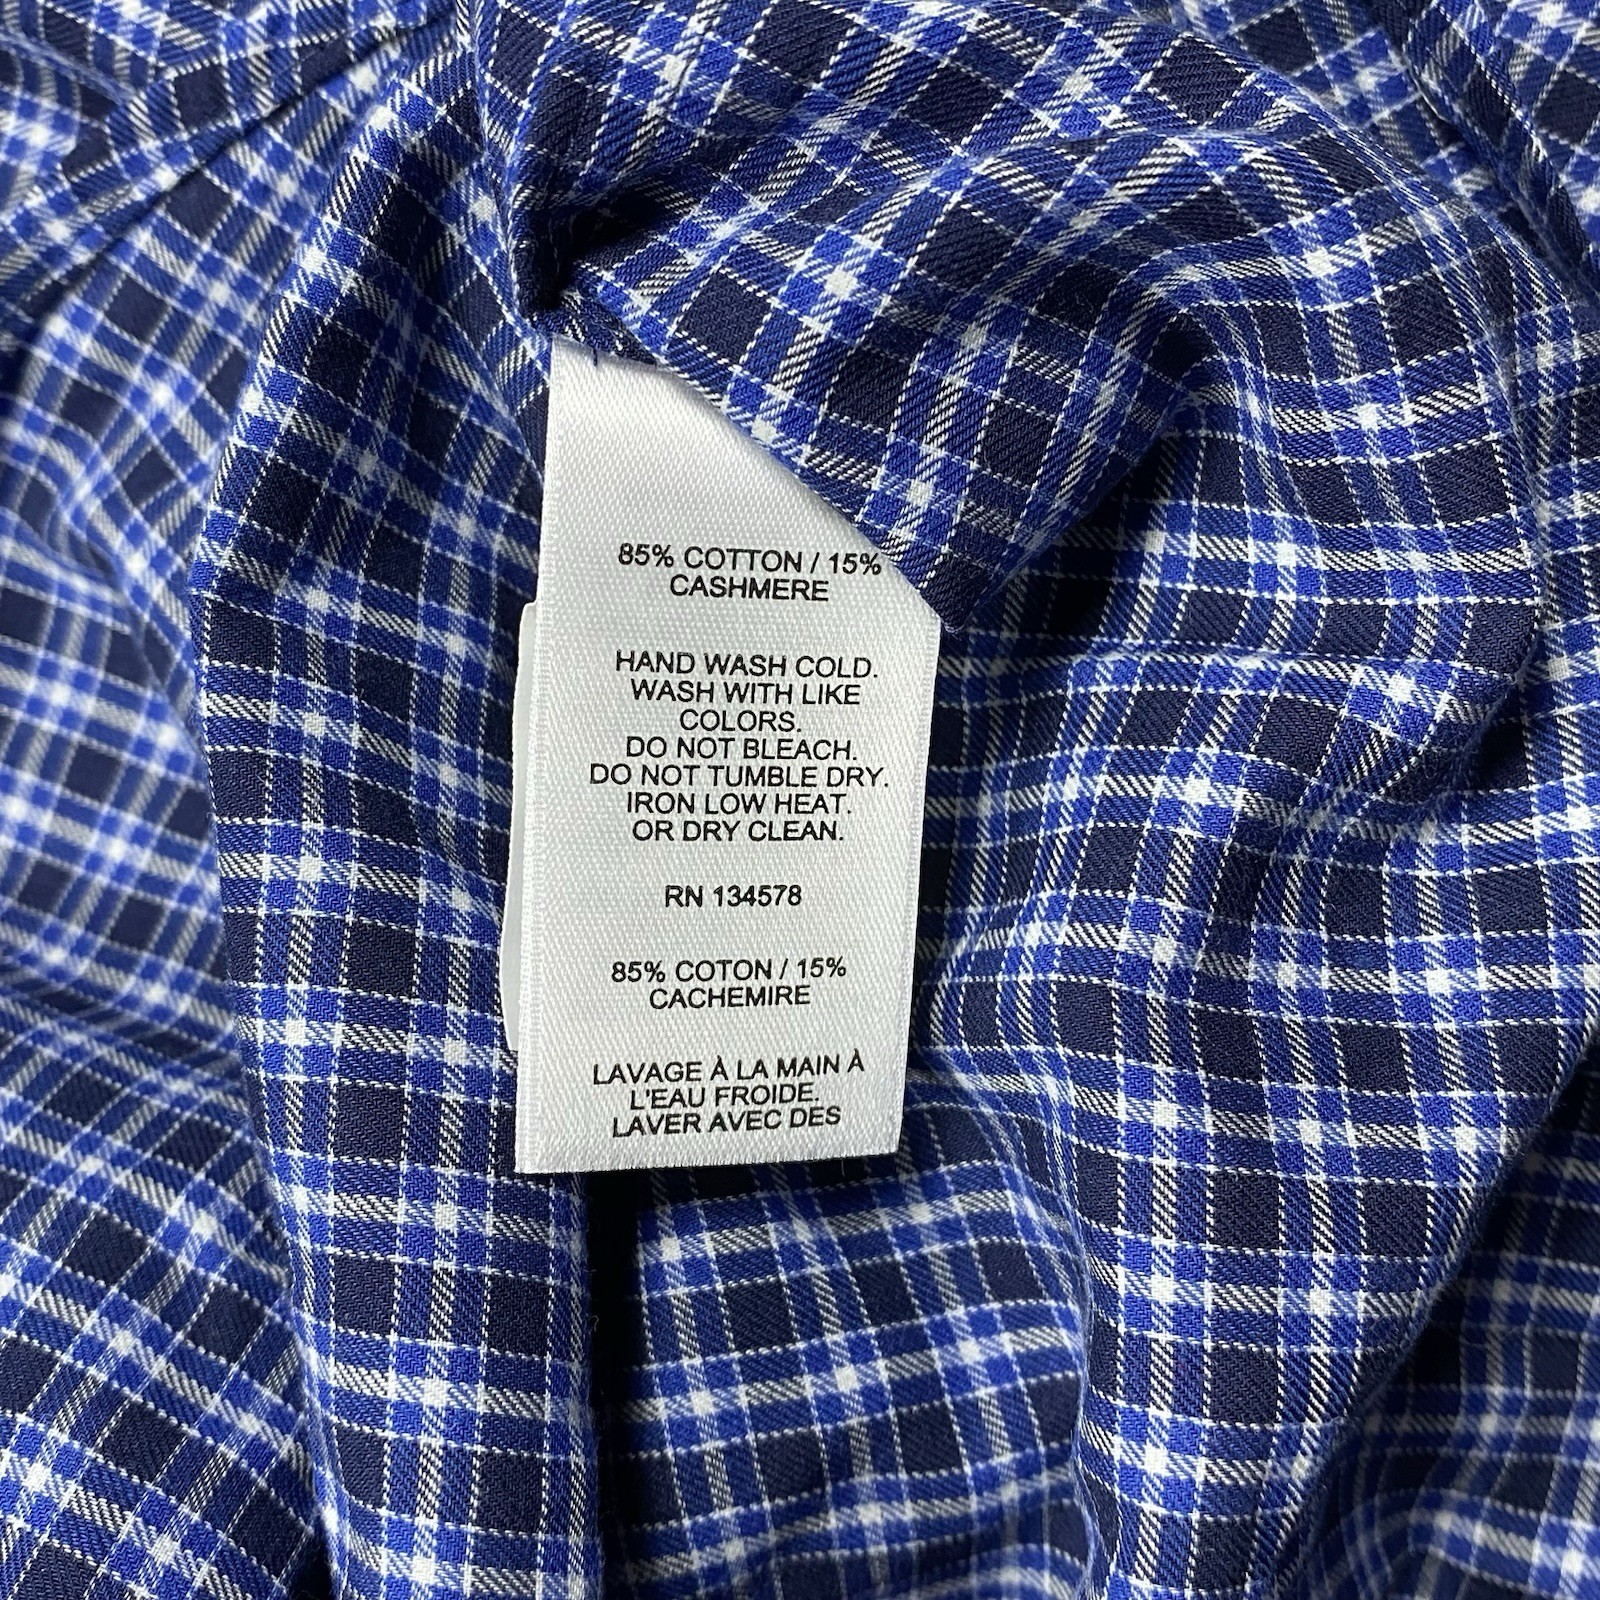 85% COTTON / 15%
CASHMERE
HAND WASH COLD.
WASH WITH LIKE
COLORS.
DO NOT BLEACH.
DO NOT TUMBLE DRY.
IRON LOW HEAT.
OR DRY CLEAN.
RN 134578
85% COTON / 15%
CACHEMIRE
LAVAGE À LA MAIN À
L'EAU FROIDE.
LAVER AVEC DES